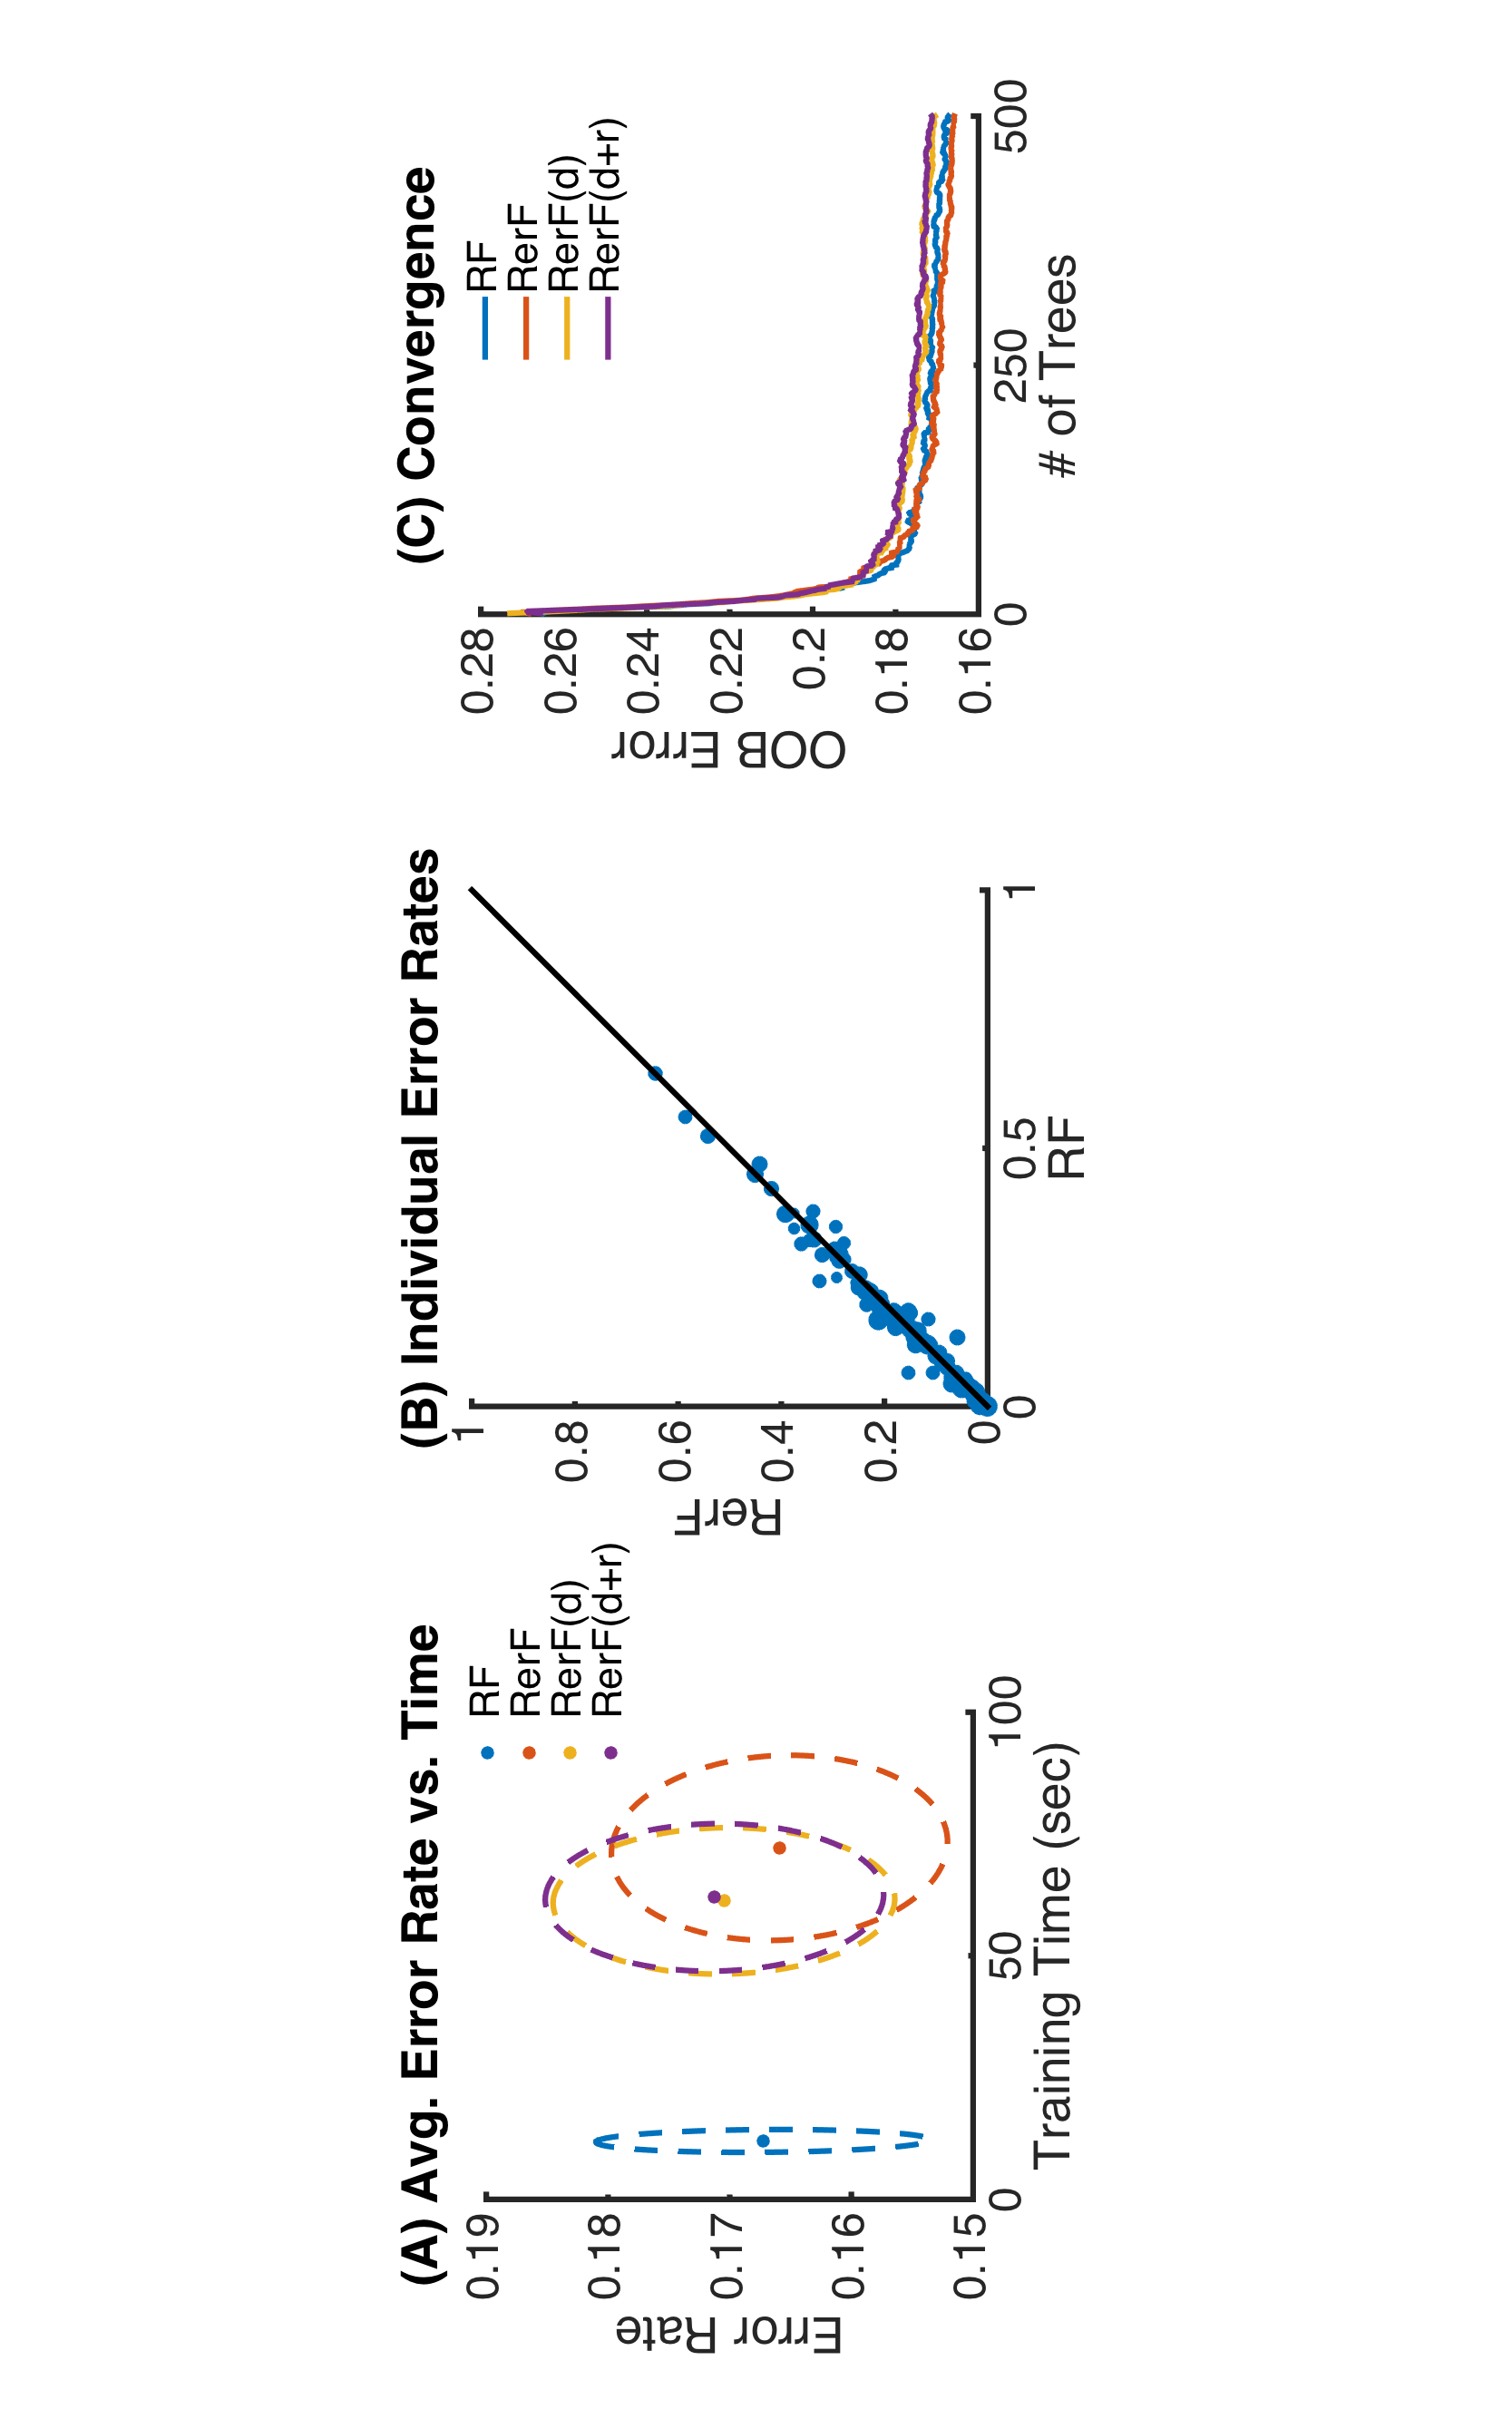 (A) Avg. Error Rate vs. Time
RF
RerF
RerF(d)
RerF(d+r)
0.19
0.18
0.17
0.16
0.15
Error Rate
0
50
100
Training Time (sec)
(B) Individual Error Rates
1
0.8
0.6
0.4
0.2
0
RerF
0
0.5
1
RF
(C) Convergence
RF
RerF
RerF(d)
RerF(d+r)
0.28
0.26
0.24
0.22
0.2
0.18
0.16
OOB Error
0
250
500
# of Trees